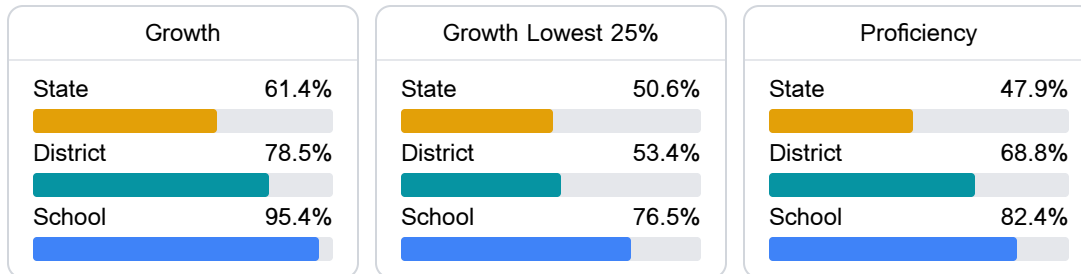 Growth
State 61.4%
District 78.5%
School 95.4%
Growth Lowest 25%
State 50.6%
District 53.4%
School 76.5%
Proficiency
State 47.9%
District 68.8%
School 82.4%